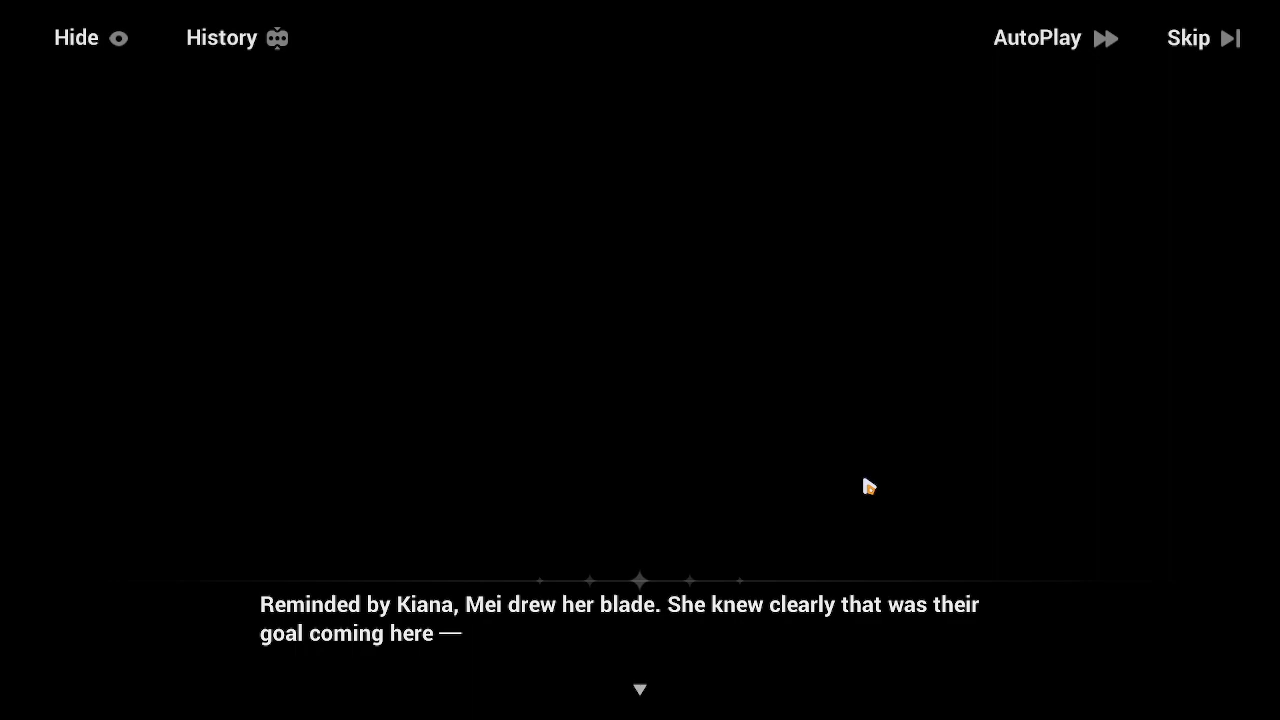 Hide
History
AutoPlay
Skip
Reminded by Kiana, Mei drew her blade. She knew clearly that was their
goal coming here —